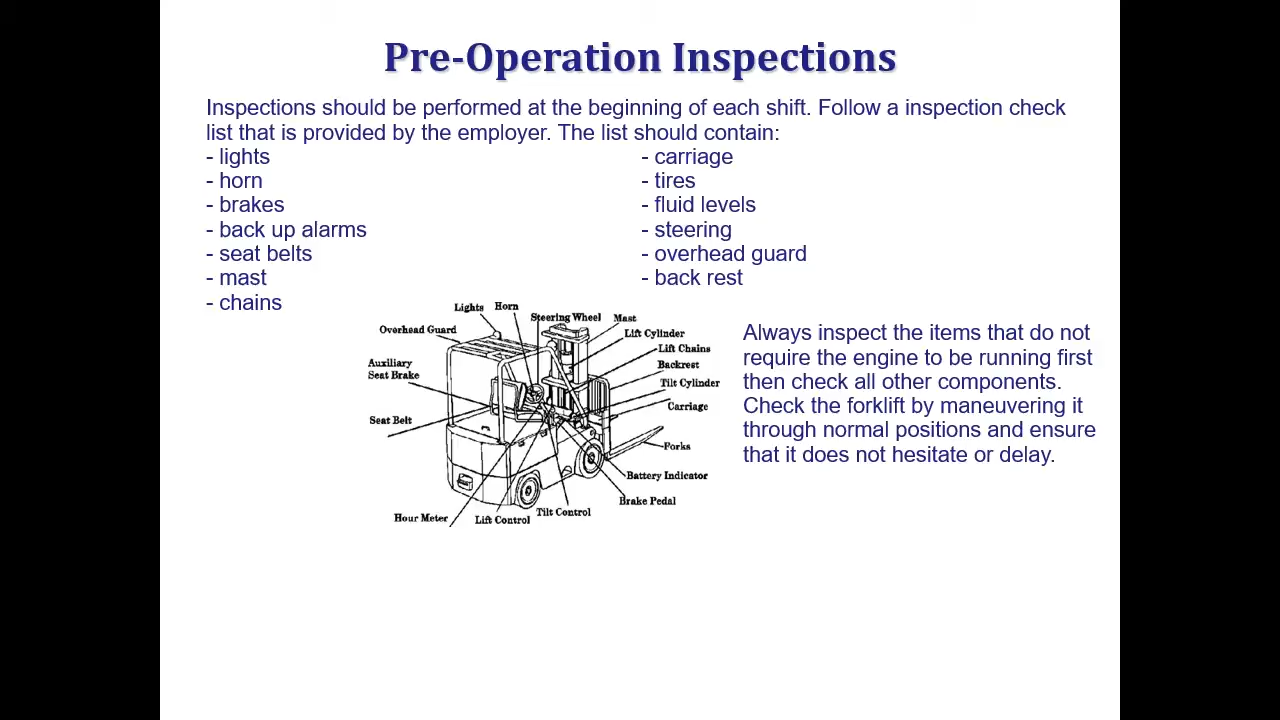 Pre-Operation Inspections
Inspections should be performed at the beginning of each shift. Follow a inspection check
list that is provided by the employer. The list should contain:
- lights
- horn
- brakes
- back up alarms
- seat belts
- mast
- chains
- carriage
- tires
- fluid levels
- steering
- overhead guard
- back rest
Lights
Horn
Steering Wheel
Mast
Overhead Guard
Lift Cylinder
Lift Chains
Auxiliary
Seat Brake
Backrest
Tilt Cylinder
Carriage
Seat Belt
Forks
Battery Indicator
Brake Pedal
Hour Meter
Lift Control
Tilt Control
Always inspect the items that do not
require the engine to be running first
then check all other components.
Check the forklift by maneuvering it
through normal positions and ensure
that it does not hesitate or delay.